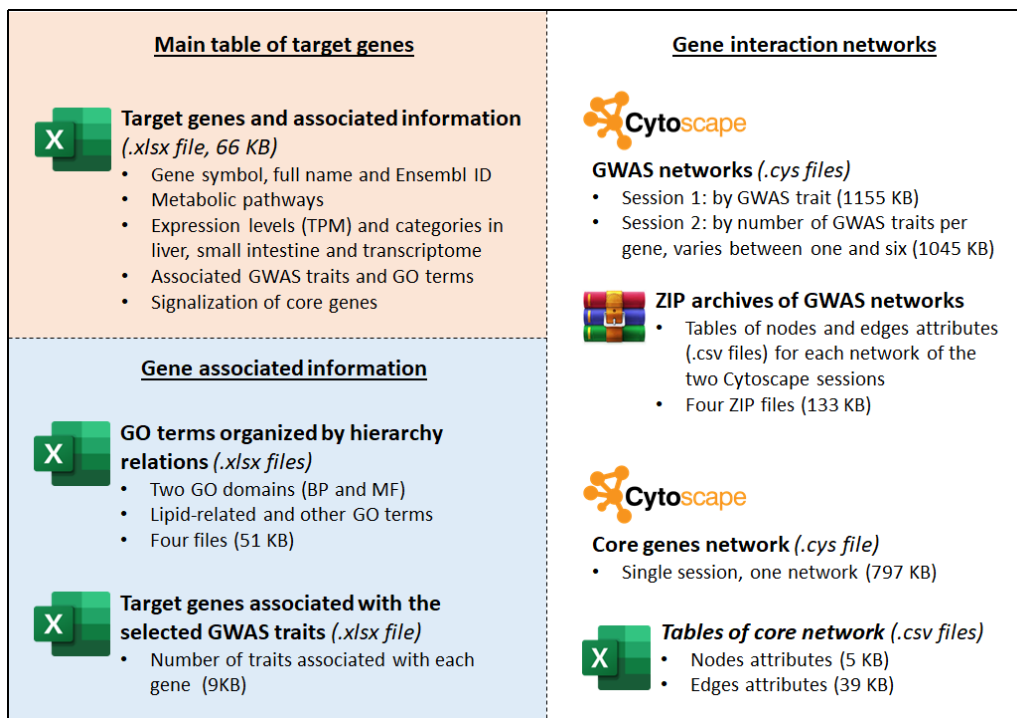 Main table of target genes
X
Target genes and associated information
(.xlsx file, 66 KB)
• Gene symbol, full name and Ensembl ID
• Metabolic pathways
• Expression levels (TPM) and categories in
liver, small intestine and transcriptome
• Associated GWAS traits and GO terms
• Signalization of core genes
Gene associated information
X
GO terms organized by hierarchy
relations (.xlsx files)
• Two GO domains (BP and MF)
• Lipid-related and other GO terms
• Four files (51 KB)
X
Target genes associated with the
selected GWAS traits (.xlsx file)
• Number of traits associated with each
gene (9KB)
Gene interaction networks
Cytoscape
GWAS networks (.cys files)
• Session 1: by GWAS trait (1155 KB)
• Session 2: by number of GWAS traits per
gene, varies between one and six (1045 KB)
ZIP archives of GWAS networks
• Tables of nodes and edges attributes
(.csv files) for each network of the
two Cytoscape sessions
• Four ZIP files (133 KB)
Cytoscape
Core genes network (.cys file)
• Single session, one network (797 KB)
X
Tables of core network (.csv files)
• Nodes attributes (5 KB)
• Edges attributes (39 KB)